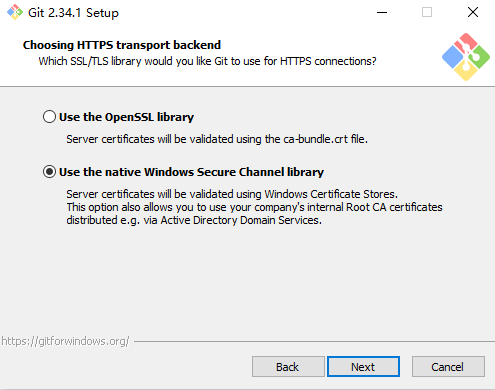 Git 2.34.1 Setup
Choosing HTTPS transport backend
Which SSL/TLS library would you like Git to use for HTTPS connections?
Use the OpenSSL library
Server certificates will be validated using the ca-bundle.crt file.
Use the native Windows Secure Channel library
Server certificates will be validated using Windows Certificate Stores.
This option also allows you to use your company's internal Root CA certificates
distributed e.g. via Active Directory Domain Services.
https://gitforwindows.org/
Back
Next
Cancel